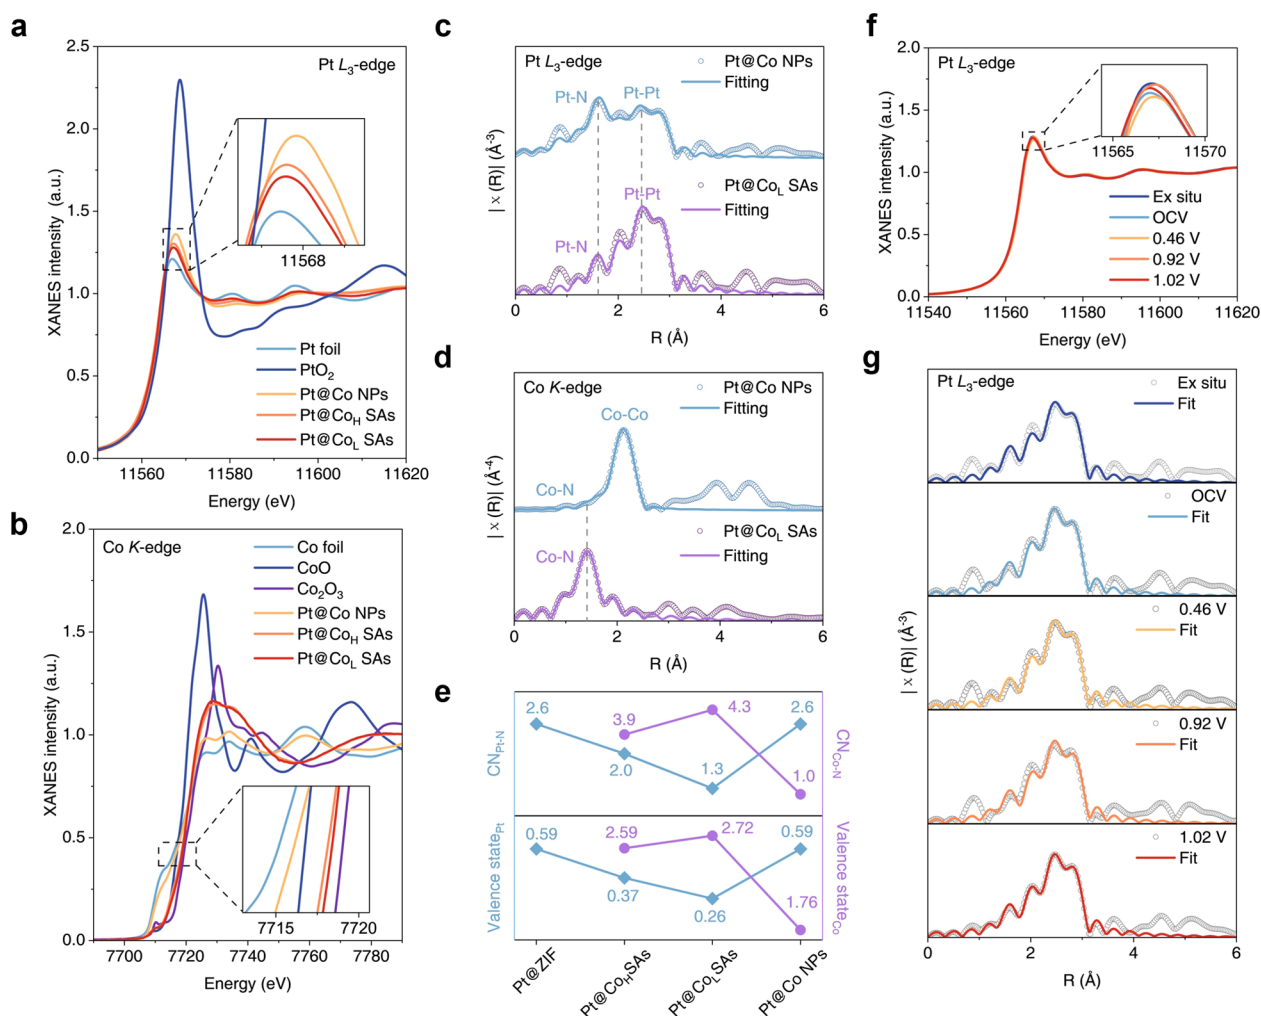 a
2.5
2.0
1.5
1.0
0.5
0.0
XANES intensity (a.u.)
Pt L3-edge
11568
Pt foil
PtO2
Pt@Co NPs
Pt@CoH SAs
Pt@CoL SAs
11560
11580
11600
11620
Energy (eV)
b
2.0
1.5
1.0
0.5
0.0
XANES intensity (a.u.)
Co K-edge
Co foil
CoO
Co2O3
Pt@Co NPs
Pt@CoH SAs
Pt@CoL SAs
7715
7720
7700
7720
7740
7760
7780
Energy (eV)
c
Pt L3-edge
Pt@Co NPs
Fitting
Pt-N
Pt-Pt
Pt@CoL SAs
Fitting
Pt-Pt
Pt-N
| χ (R)| (Å-3)
0
2
4
6
R (Å)
d
Co K-edge
Pt@Co NPs
Fitting
Co-Co
Co-N
Pt@CoL SAs
Fitting
Co-N
| χ (R)| (Å-4)
0
2
4
6
R (Å)
e
CNPt-N
2.6
3.9
2.0
4.3
1.3
2.6
1.0
CNCo-N
Valence statePt
0.59
2.59
0.37
2.72
0.26
0.59
1.76
Valence stateCo
Pt@ZIF
Pt@CoHSAs
Pt@CoLSAs
Pt@Co NPs
f
2.0
1.5
1.0
0.5
0.0
XANES intensity (a.u.)
Pt L3-edge
11565
11570
Ex situ
OCV
0.46 V
0.92 V
1.02 V
11540
11560
11580
11600
11620
Energy (eV)
g
Pt L3-edge
Ex situ
Fit
OCV
Fit
0.46 V
Fit
0.92 V
Fit
1.02 V
Fit
| χ (R)| (Å-3)
0
2
4
6
R (Å)